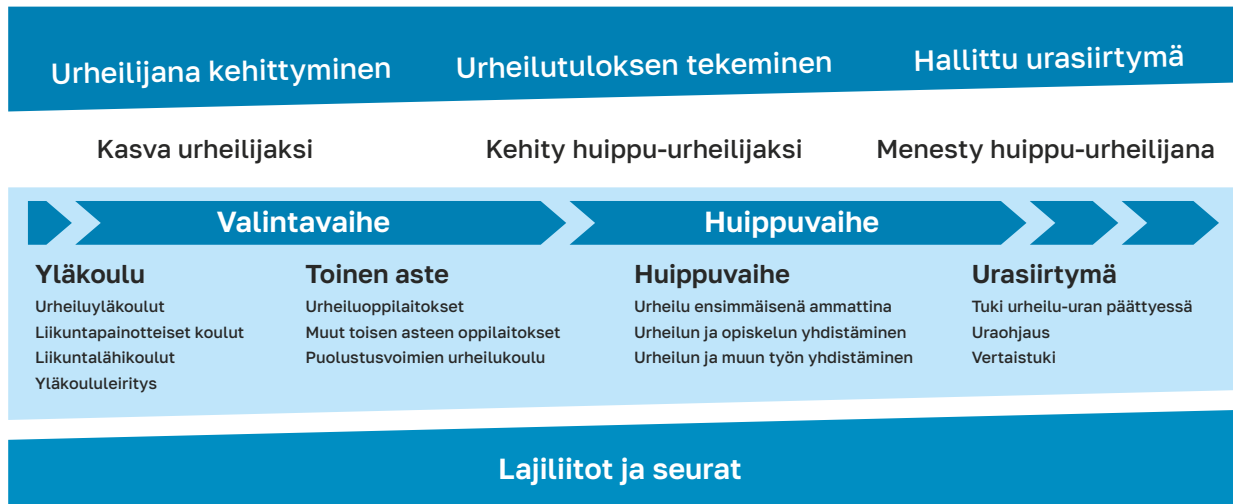 Urheilijana kehittyminen
Urheilutuloksen tekeminen
Hallittu urasiirtymä
Kasva urheilijaksi
Kehity huippu-urheilijaksi
Menesty huippu-urheilijana
Valintavaihe
Huippuvaihe
Yläkoulu
Urheiluyläkoulut
Liikuntapainotteiset koulut
Liikuntalähikoulut
Yläkoululeiritys
Toinen aste
Urheiluoppilaitokset
Muut toisen asteen oppilaitokset
Puolustusvoimien urheilukoulu
Huippuvaihe
Urheilu ensimmäisenä ammattina
Urheilun ja opiskelun yhdistäminen
Urheilun ja muun työn yhdistäminen
Urasiirtymä
Tuki urheilu-uran päättyessä
Uraohjaus
Vertaistuki
Lajiliitot ja seurat